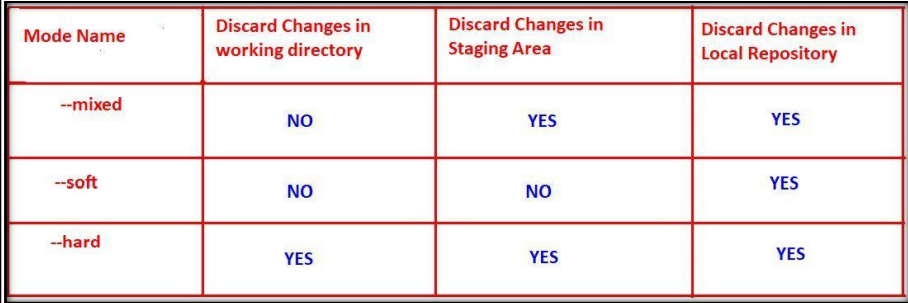 Mode Name
Discard Changes in
working directory
Discard Changes in
Staging Area
Discard Changes in
Local Repository
--mixed
NO
YES
YES
--soft
NO
NO
YES
--hard
YES
YES
YES